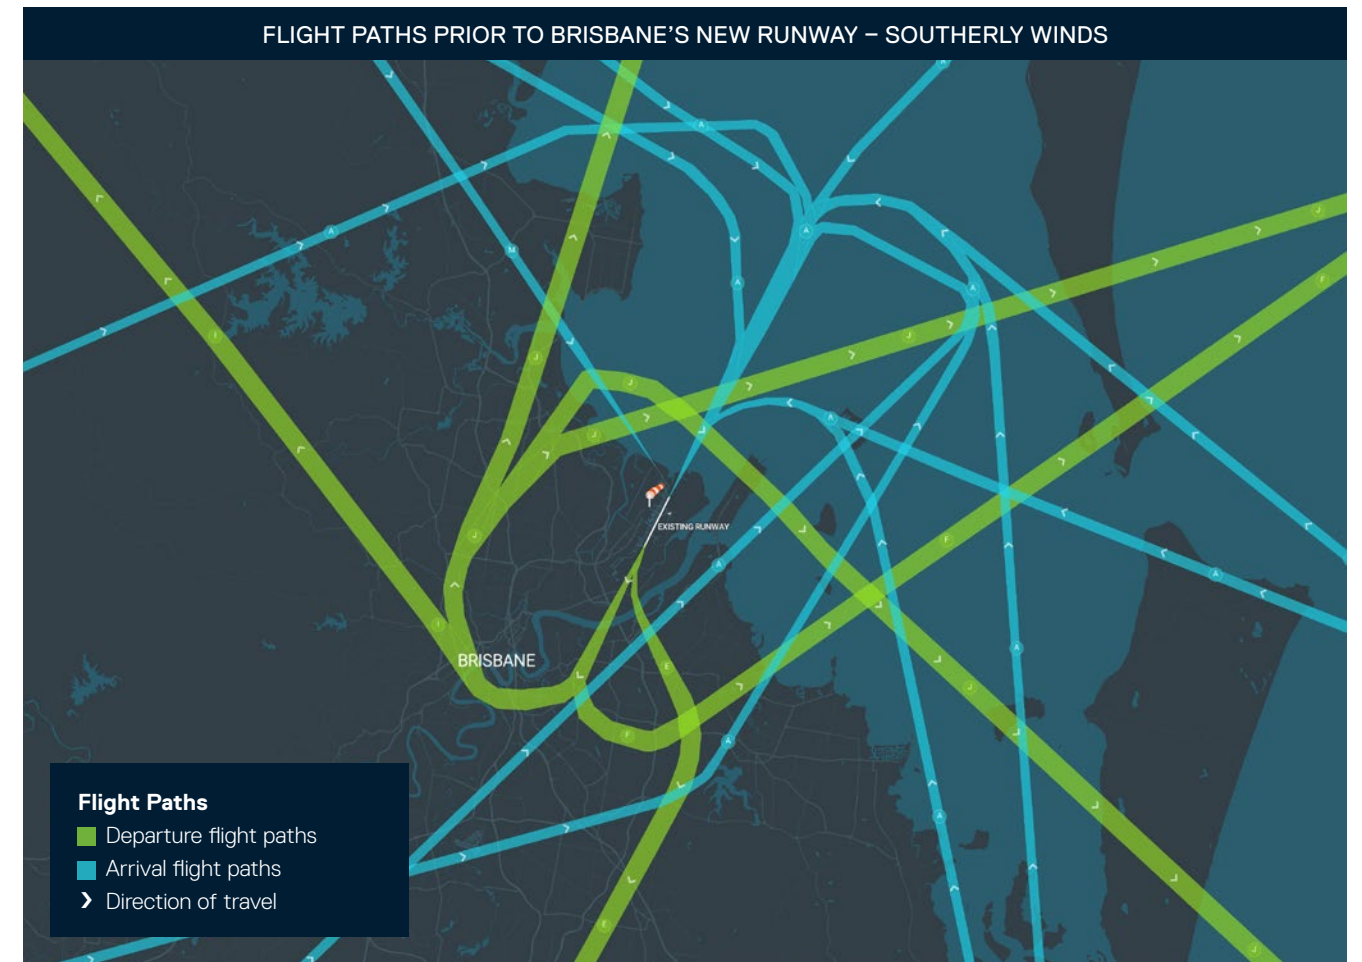 FLIGHT PATHS PRIOR TO BRISBANE'S NEW RUNWAY – SOUTHERLY WINDS
A
A
A
M
A
A
J
F
I
J
J
J
J
A
A
J
EXISTING RUNWAY
F
A
A
I
A
BRISBANE
E
J
F
A
A
E
J
Flight Paths
Departure flight paths
Arrival flight paths
Direction of travel